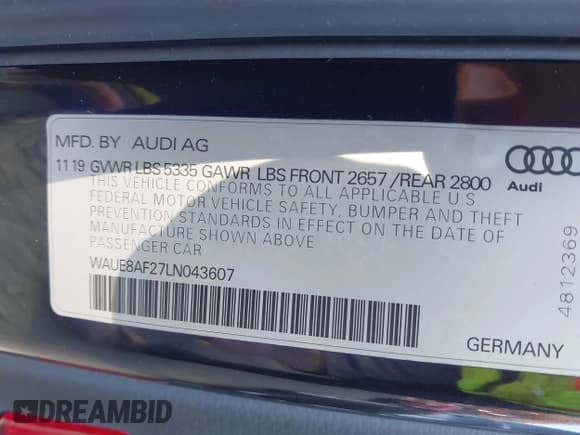 MFD. BY AUDI AG
11 19 GVWR LBS 5335 GAWR LBS FRONT 2657 /REAR 2800
THIS VEHICLE CONFORMS TO ALL APPLICABLE U.S.
FEDERAL MOTOR VEHICLE SAFETY, BUMPER AND THEFT
PREVENTION STANDARDS IN EFFECT ON THE DATE OF
MANUFACTURE SHOWN ABOVE
PASSENGER CAR
WAUE8AF27LN043607
Audi
4812369
GERMANY
DREAMBID